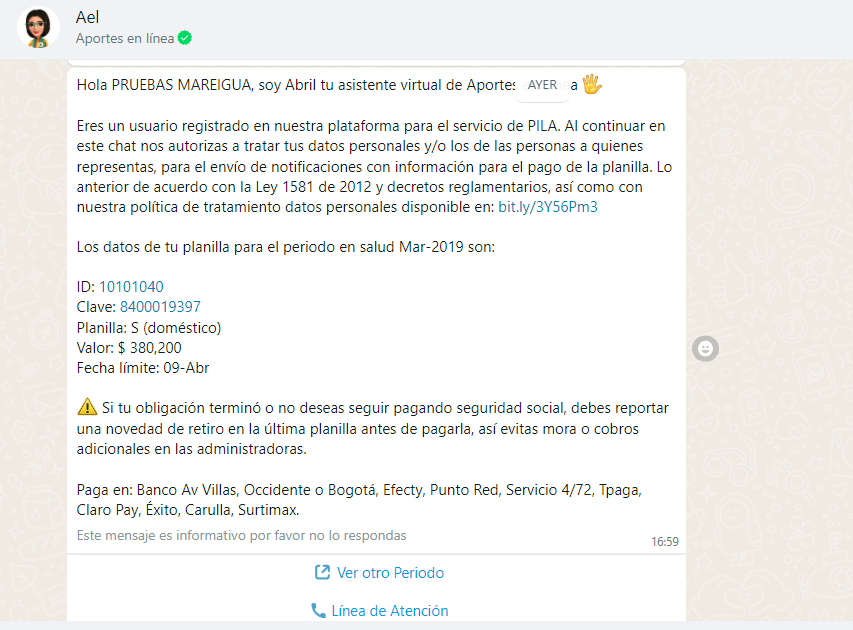 Ael
Aportes en línea
Hola PRUEBAS MAREIGUA, soy Abril tu asistente virtual de Aportes AYER a
Eres un usuario registrado en nuestra plataforma para el servicio de PILA. Al continuar en
este chat nos autorizas a tratar tus datos personales y/o los de las personas a quienes
representas, para el envío de notificaciones con información para el pago de la planilla. Lo
anterior de acuerdo con la Ley 1581 de 2012 y decretos reglamentarios, así como con
nuestra política de tratamiento datos personales disponible en: bit.ly/3Y56Pm3
Los datos de tu planilla para el periodo en salud Mar-2019 son:
ID: 10101040
Clave: 8400019397
Planilla: S (doméstico)
Valor: $ 380,200
Fecha límite: 09-Abr
Si tu obligación terminó o no deseas seguir pagando seguridad social, debes reportar
una novedad de retiro en la última planilla antes de pagarla, así evitas mora o cobros
adicionales en las administradoras.
Paga en: Banco Av Villas, Occidente o Bogotá, Efecty, Punto Red, Servicio 4/72, Tpaga,
Claro Pay, Éxito, Carulla, Surtimax.
Este mensaje es informativo por favor no lo respondas
16:59
Ver otro Periodo
Línea de Atención